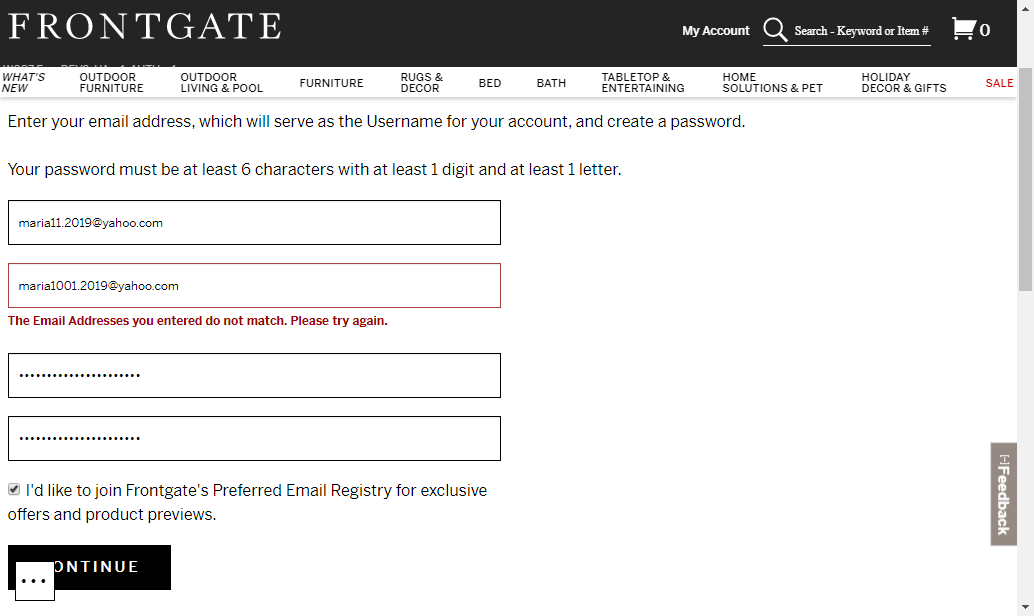 FRONTGATE
My Account
Search - Keyword or Item #
0
WHAT'S NEW
OUTDOOR FURNITURE
OUTDOOR LIVING & POOL
FURNITURE
RUGS & DECOR
BED
BATH
TABLETOP & ENTERTAINING
HOME SOLUTIONS & PET
HOLIDAY DECOR & GIFTS
SALE
Enter your email address, which will serve as the Username for your account, and create a password.
Your password must be at least 6 characters with at least 1 digit and at least 1 letter.
maria11.2019@yahoo.com
maria1001.2019@yahoo.com
The Email Addresses you entered do not match. Please try again.
••••••••••••••••••••••
••••••••••••••••••••••
I'd like to join Frontgate's Preferred Email Registry for exclusive
offers and product previews.
ONTINUE
•••
[-]Feedback